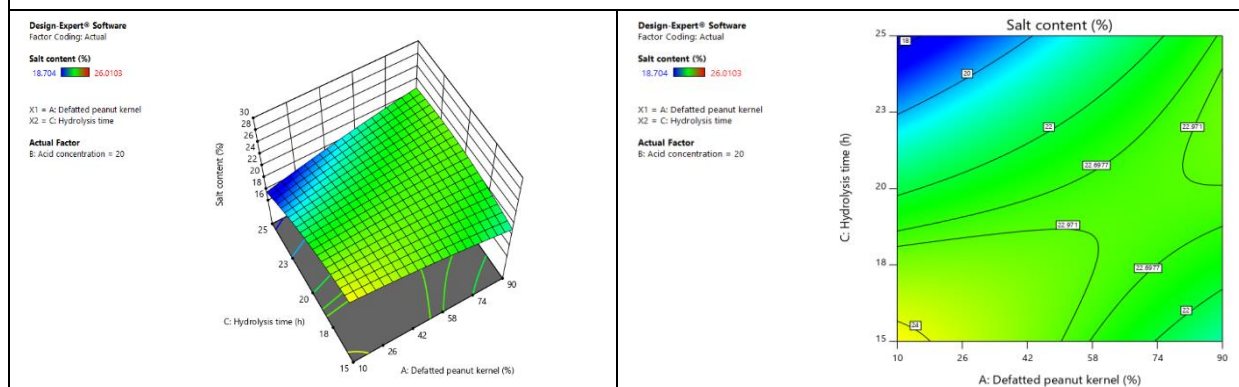 Design-Expert® Software
Factor Coding: Actual
Salt content (%)
18.704 26.0103
X1 = A: Defatted peanut kernel
X2 = C: Hydrolysis time
Actual Factor
B: Acid concentration = 20
Salt content (%)
30
28
26
24
22
20
18
16
25
23
20
18
15
C: Hydrolysis time (h)
10
26
42
58
74
90
A: Defatted peanut kernel (%)
Design-Expert® Software
Factor Coding: Actual
Salt content (%)
18.704 26.0103
X1 = A: Defatted peanut kernel
X2 = C: Hydrolysis time
Actual Factor
B: Acid concentration = 20
Salt content (%)
C: Hydrolysis time (h)
25
23
20
18
15
18
20
22
22.971
22.6977
22.971
22.6977
22
24
10 26 42 58 74 90
A: Defatted peanut kernel (%)